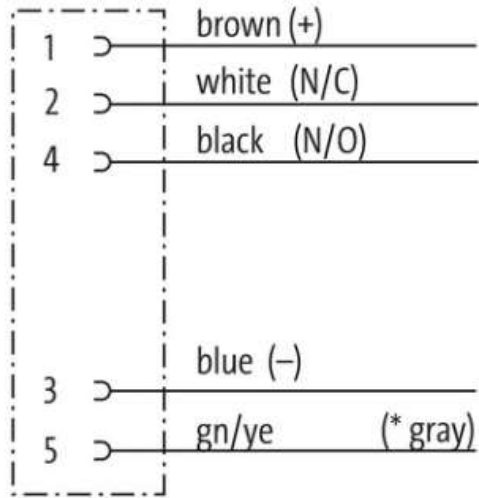 1 brown (+)
2 white (N/C)
4 black (N/O)
3 blue (–)
5 gn/ye (* gray)